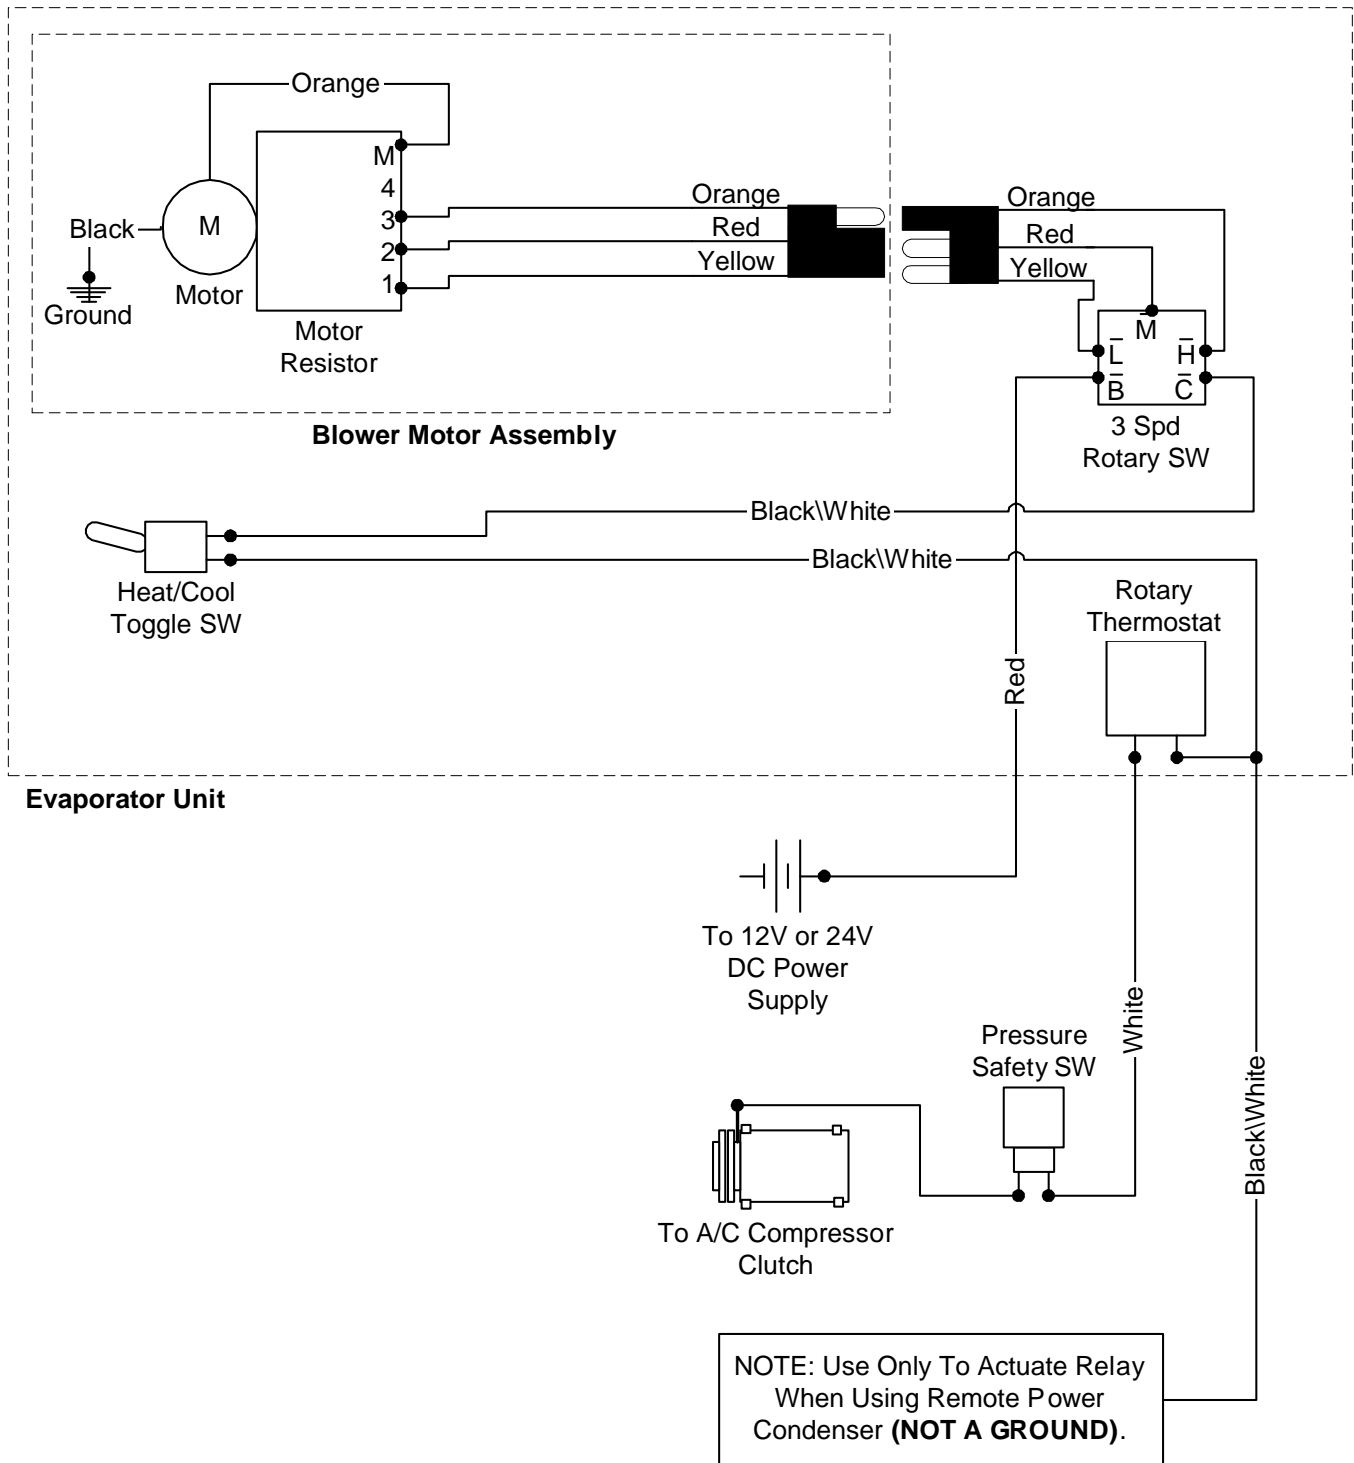 Orange
M
4
3
2
1
Black
M
Motor
Ground
Motor
Resistor
Orange
Red
Yellow
Orange
Red
Yellow
M
L
H
B
C
3 Spd
Rotary SW
Blower Motor Assembly
Black\White
Black\White
Heat/Cool
Toggle SW
Rotary
Thermostat
Red
Evaporator Unit
To 12V or 24V
DC Power
Supply
White
Pressure
Safety SW
Black\White
To A/C Compressor
Clutch
NOTE: Use Only To Actuate Relay
When Using Remote Power
Condenser (NOT A GROUND).